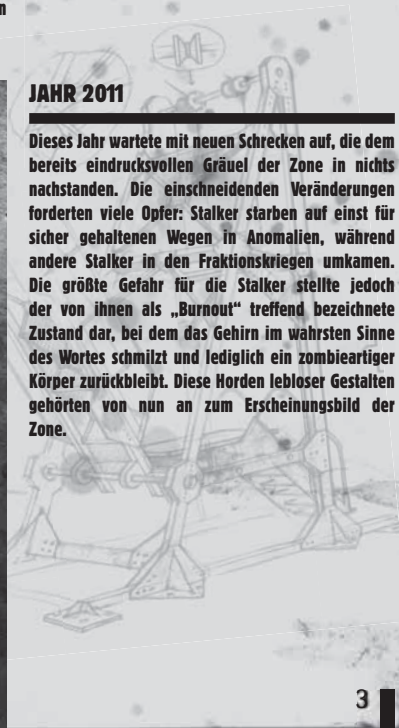 n
JAHR 2011
Dieses Jahr wartete mit neuen Schrecken auf, die dem
bereits eindrucksvollen Gräuel der Zone in nichts
nachstanden. Die einschneidenden Veränderungen
forderten viele Opfer: Stalker starben auf einst für
sicher gehaltenen Wegen in Anomalien, während
andere Stalker in den Fraktionskriegen umkamen.
Die größte Gefahr für die Stalker stellte jedoch
der von ihnen als „Burnout“ treffend bezeichnete
Zustand dar, bei dem das Gehirn im wahrsten Sinne
des Wortes schmilzt und lediglich ein zombieartiger
Körper zurückbleibt. Diese Horden lebloser Gestalten
gehörten von nun an zum Erscheinungsbild der
Zone.
3